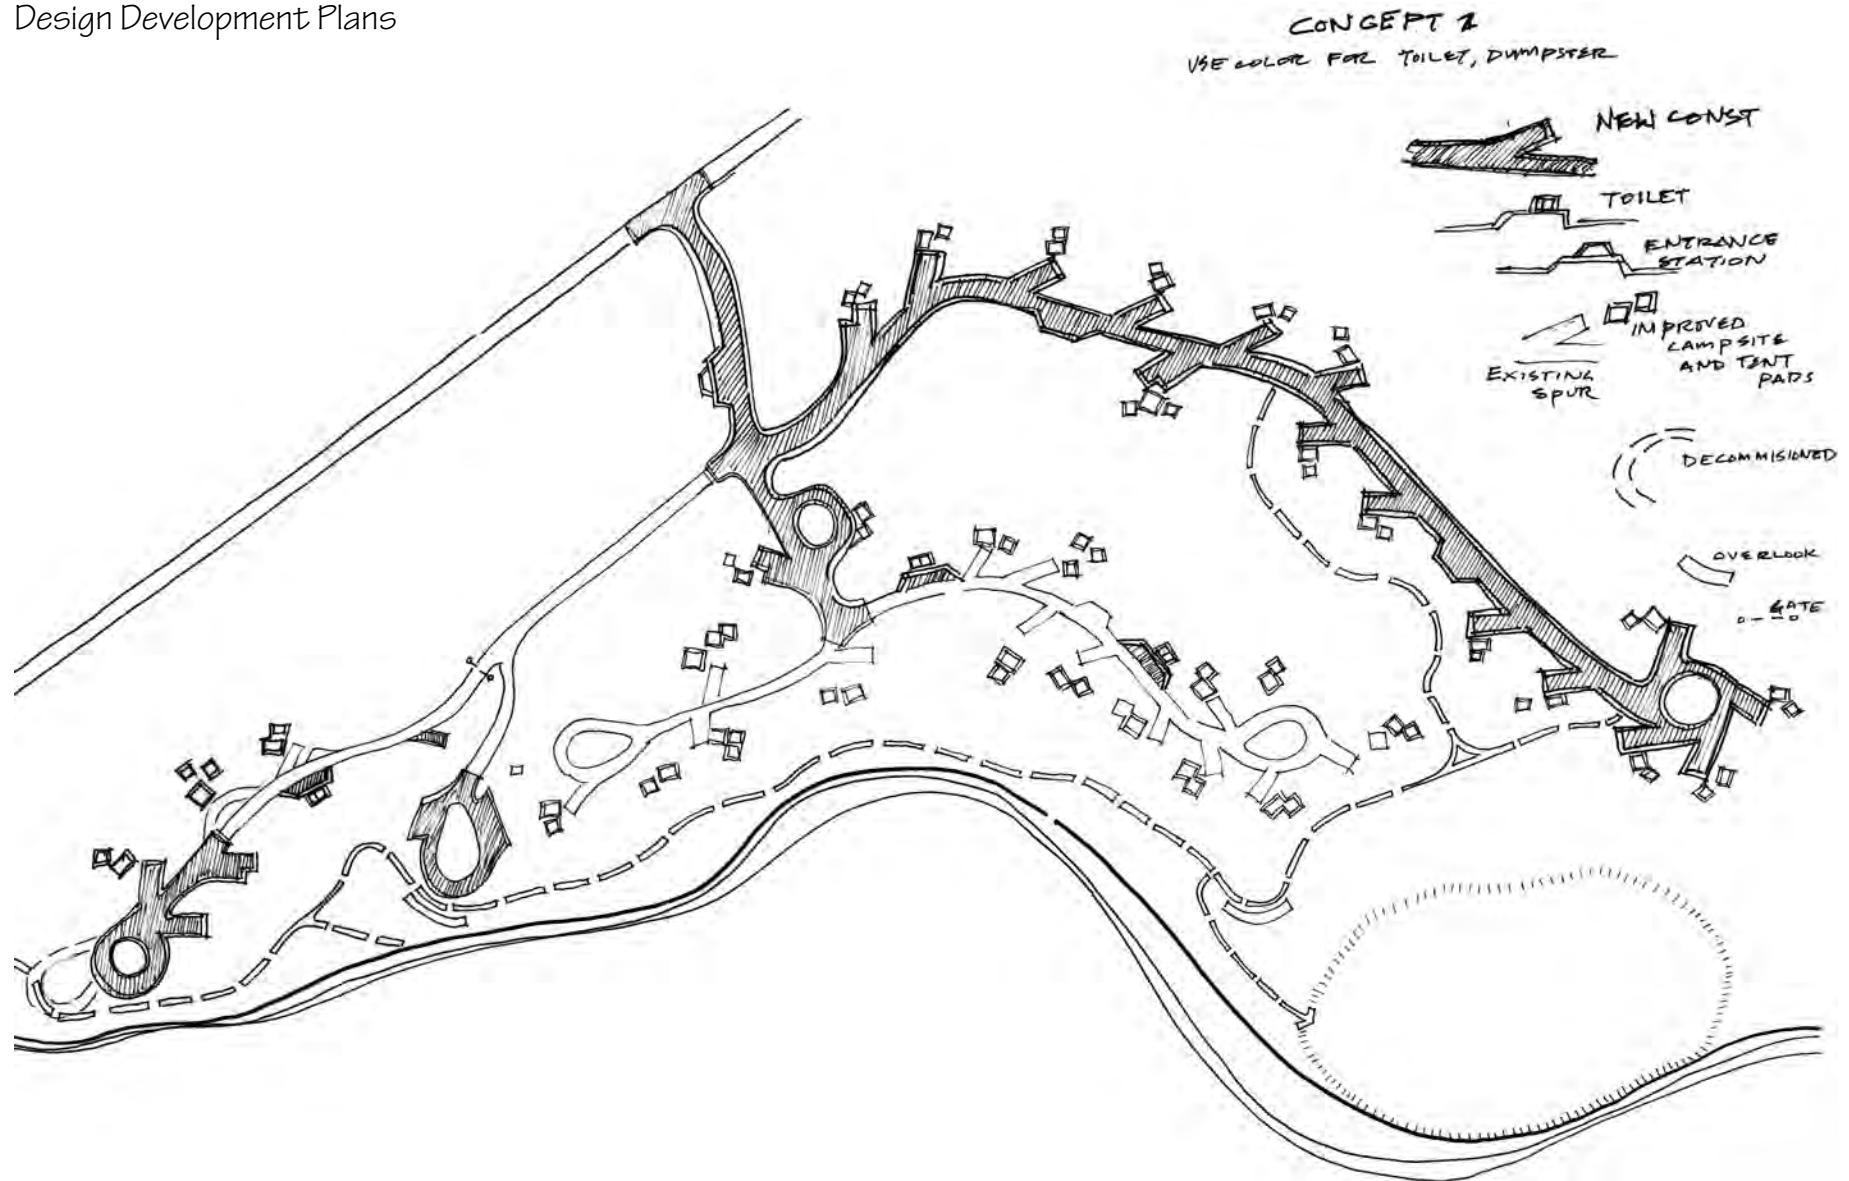 Design Development Plans
CONCEPT 2
USE COLOR FOR TOILET, DUMPSTER
NEW CONST
TOILET
ENTRANCE
STATION
IMPROVED
CAMPSITE
AND TENT
PADS
EXISTING
SPUR
DECOMMISIONED
OVERLOOK
GATE